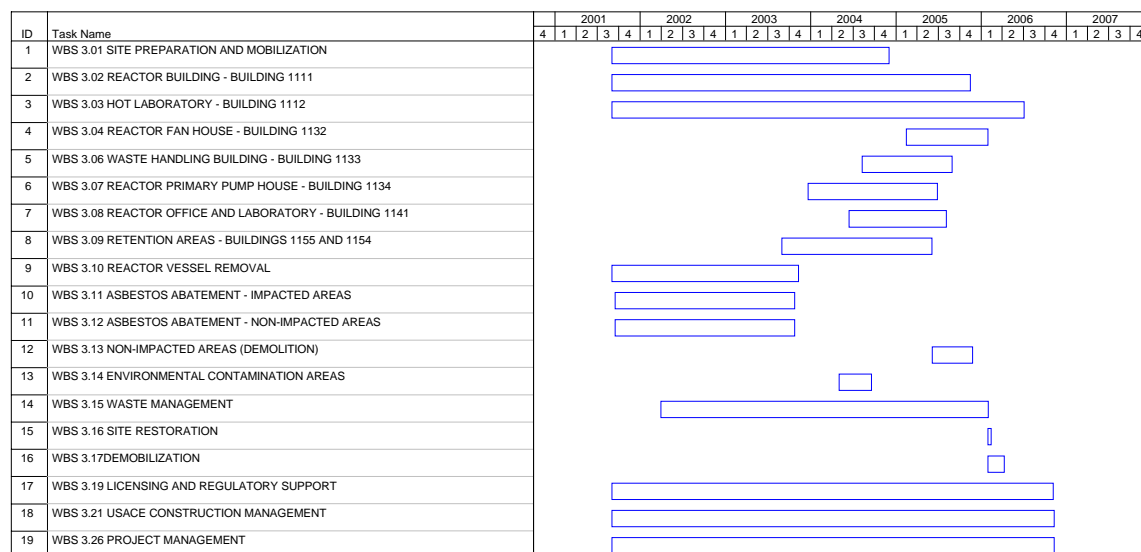 2001 2002 2003 2004 2005 2006 2007
ID Task Name 4 1 2 3 4 1 2 3 4 1 2 3 4 1 2 3 4 1 2 3 4 1 2 3 4 1 2 3 4
1 WBS 3.01 SITE PREPARATION AND MOBILIZATION
2 WBS 3.02 REACTOR BUILDING - BUILDING 1111
3 WBS 3.03 HOT LABORATORY - BUILDING 1112
4 WBS 3.04 REACTOR FAN HOUSE - BUILDING 1132
5 WBS 3.06 WASTE HANDLING BUILDING - BUILDING 1133
6 WBS 3.07 REACTOR PRIMARY PUMP HOUSE - BUILDING 1134
7 WBS 3.08 REACTOR OFFICE AND LABORATORY - BUILDING 1141
8 WBS 3.09 RETENTION AREAS - BUILDINGS 1155 AND 1154
9 WBS 3.10 REACTOR VESSEL REMOVAL
10 WBS 3.11 ASBESTOS ABATEMENT - IMPACTED AREAS
11 WBS 3.12 ASBESTOS ABATEMENT - NON-IMPACTED AREAS
12 WBS 3.13 NON-IMPACTED AREAS (DEMOLITION)
13 WBS 3.14 ENVIRONMENTAL CONTAMINATION AREAS
14 WBS 3.15 WASTE MANAGEMENT
15 WBS 3.16 SITE RESTORATION
16 WBS 3.17DEMOBILIZATION
17 WBS 3.19 LICENSING AND REGULATORY SUPPORT
18 WBS 3.21 USACE CONSTRUCTION MANAGEMENT
19 WBS 3.26 PROJECT MANAGEMENT